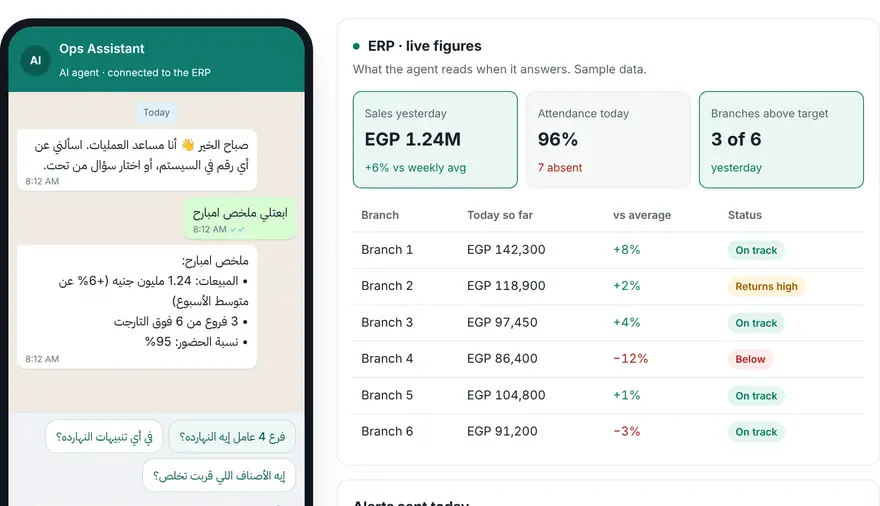 Ops Assistant
AI
AI agent · connected to the ERP
Today
صباح الخير 👋 أنا مساعد العمليات. اسألني عن
أي رقم في السيستم، أو اختار سؤال من تحت.
8:12 AM
ابعتلي ملخص امبارح
8:12 AM ✓✓
ملخص امبارح:
• المبيعات: 1.24 مليون جنيه (+6% عن
متوسط الأسبوع)
• 3 فروع من 6 فوق التارجت
• نسبة الحضور: 95%
8:12 AM
فرع 4 عامل إيه النهارده؟
في أي تنبيهات النهارده؟
إيه الأصناف اللي قربت تخلص؟
ERP · live figures
What the agent reads when it answers. Sample data.
Sales yesterday
EGP 1.24M
+6% vs weekly avg
Attendance today
96%
7 absent
Branches above target
3 of 6
yesterday
Branch Today so far vs average Status
Branch 1 EGP 142,300 +8% On track
Branch 2 EGP 118,900 +2% Returns high
Branch 3 EGP 97,450 +4% On track
Branch 4 EGP 86,400 −12% Below
Branch 5 EGP 104,800 +1% On track
Branch 6 EGP 91,200 −3% On track
Alerts sent today